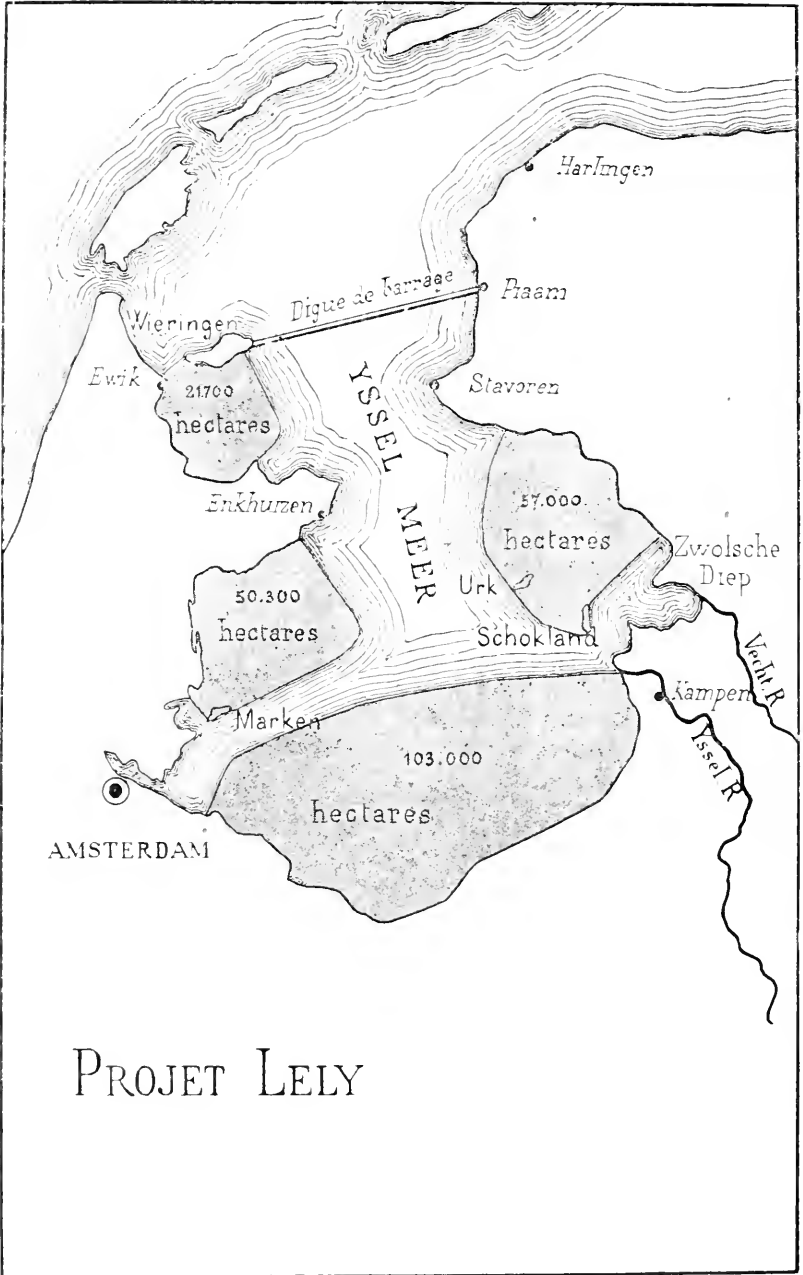 Harlingen
Digue de barrage
Piaam
Wieringen
Ewik
21.700
hectares
Stavoren
YSSEL MEER
Enkhuizen
57.000
hectares
Zwolsche
Diep
50.300
hectares
Urk
Schokland
Vecht. R
Kampen
Marken
Yssel. R
103.000
hectares
AMSTERDAM
PROJET LELY